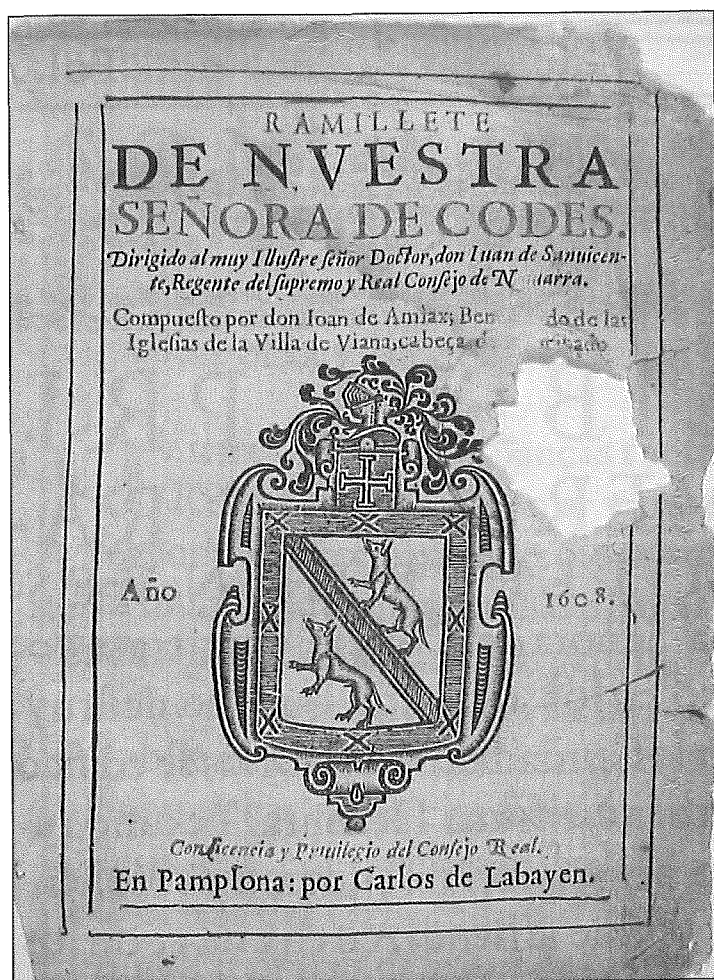 RAMILLETE
DE NVESTRA
SEÑORA DE CODES.
Dirigido al muy Illuſtre ſeñor Doctor, don Iuan de Sanuicen-
te, Regente del ſupremo y Real Conſejo de N uarra.
Compueſto por don Ioan de Amiax; Ben do de las
Igleſias de la Villa de Viana, cabeça d
Año 1608.
Con licencia y Priuilegio del Conſejo Real.
En Pamplona: por Carlos de Labayen.